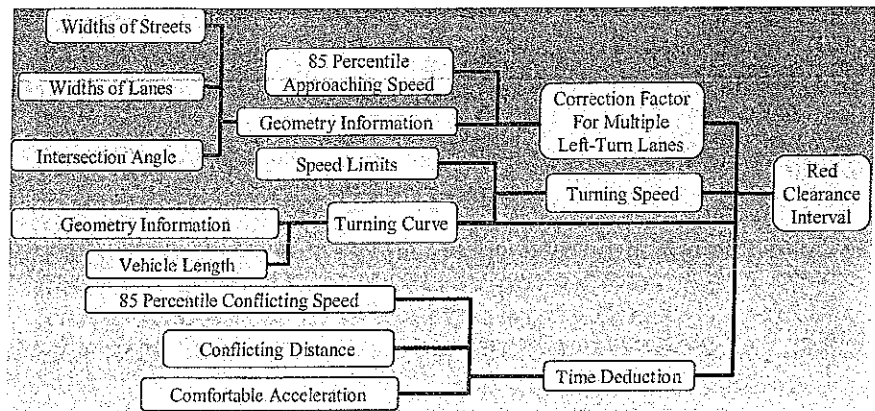 Widths of Streets
85 Percentile
Approaching Speed
Widths of Lanes
Correction Factor
For Multiple
Left-Turn Lanes
Geometry Information
Intersection Angle
Speed Limits
Red
Clearance
Interval
Turning Speed
Geometry Information
Turning Curve
Vehicle Length
85 Percentile Conflicting Speed
Conflicting Distance
Time Deduction
Comfortable Acceleration